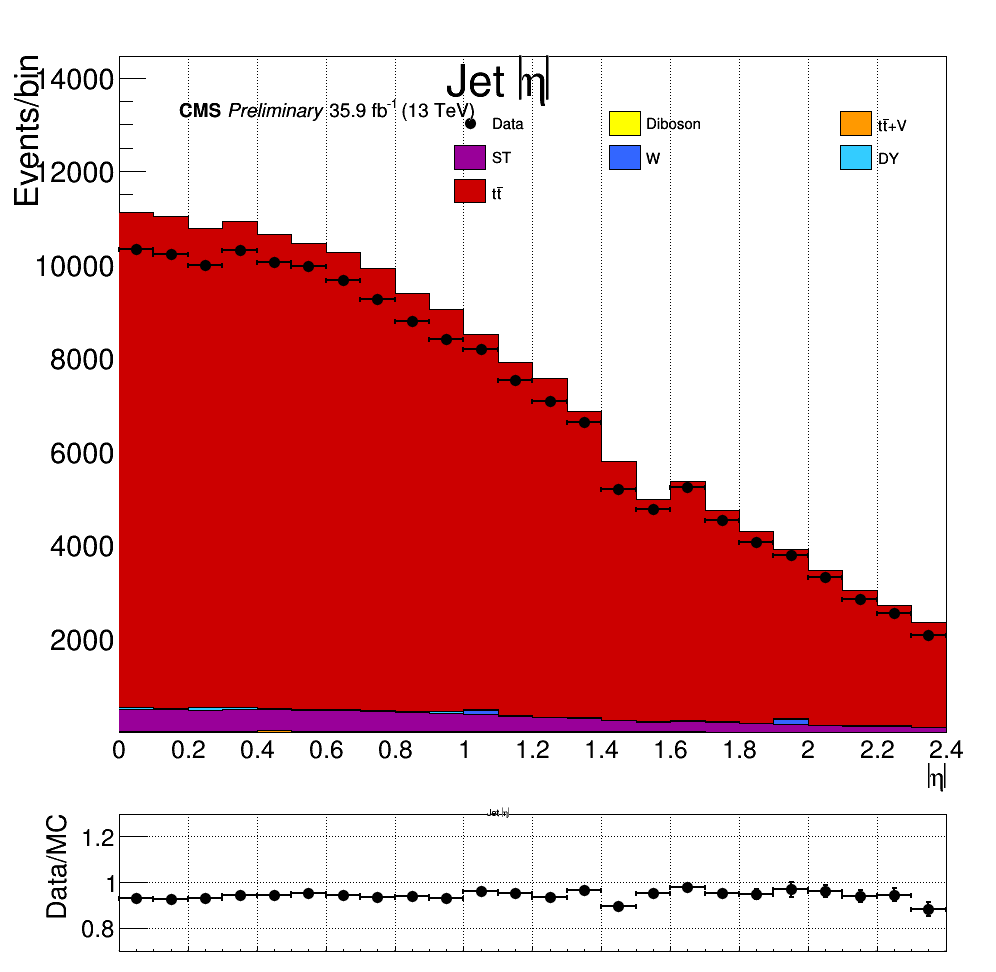 Jet |η|
CMS Preliminary 35.9 fb-1 (13 TeV)
Events/bin
14000
12000
10000
8000
6000
4000
2000
Data
Diboson
tt̄+V
ST
W
DY
tt̄
0 0.2 0.4 0.6 0.8 1 1.2 1.4 1.6 1.8 2 2.2 2.4
|η|
Jet |η|
Data/MC
1.2
1
0.8